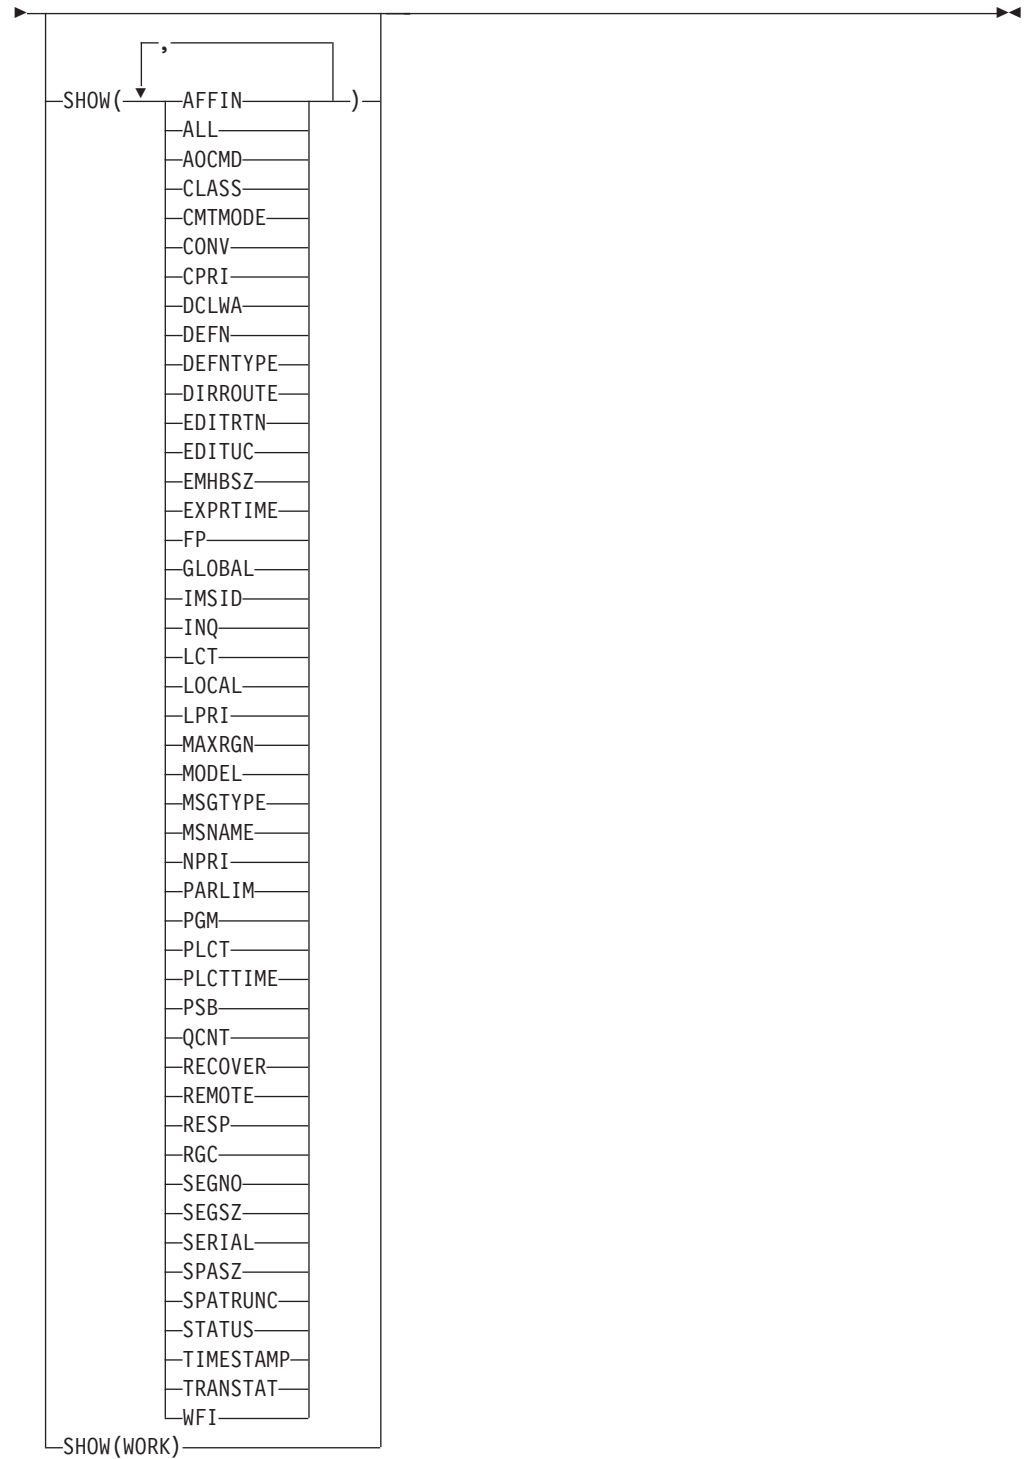 ,
SHOW( AFFIN )
ALL
AOCMD
CLASS
CMTMODE
CONV
CPRI
DCLWA
DEFN
DEFNTYPE
DIRROUTE
EDITRTN
EDITUC
EMHBSZ
EXPRTIME
FP
GLOBAL
IMSID
INQ
LCT
LOCAL
LPRI
MAXRGN
MODEL
MSGTYPE
MSNAME
NPRI
PARLIM
PGM
PLCT
PLCTTIME
PSB
QCNT
RECOVER
REMOTE
RESP
RGC
SEGNO
SEGSZ
SERIAL
SPASZ
SPATRUNC
STATUS
TIMESTAMP
TRANSTAT
WFI
SHOW(WORK)